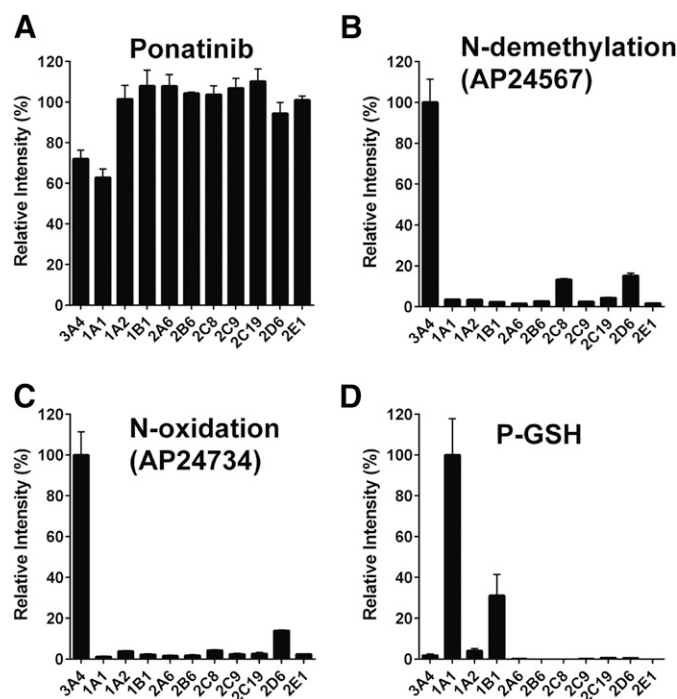 A
Ponatinib
Relative Intensity (%)
120
100
80
60
40
20
0
3A4
1A1
1A2
1B1
2A6
2B6
2C8
2C9
2C19
2D6
2E1
B
N-demethylation
(AP24567)
Relative Intensity (%)
120
100
80
60
40
20
0
3A4
1A1
1A2
1B1
2A6
2B6
2C8
2C9
2C19
2D6
2E1
C
N-oxidation
(AP24734)
Relative Intensity (%)
120
100
80
60
40
20
0
3A4
1A1
1A2
1B1
2A6
2B6
2C8
2C9
2C19
2D6
2E1
D
P-GSH
Relative Intensity (%)
120
100
80
60
40
20
0
3A4
1A1
1A2
1B1
2A6
2B6
2C8
2C9
2C19
2D6
2E1